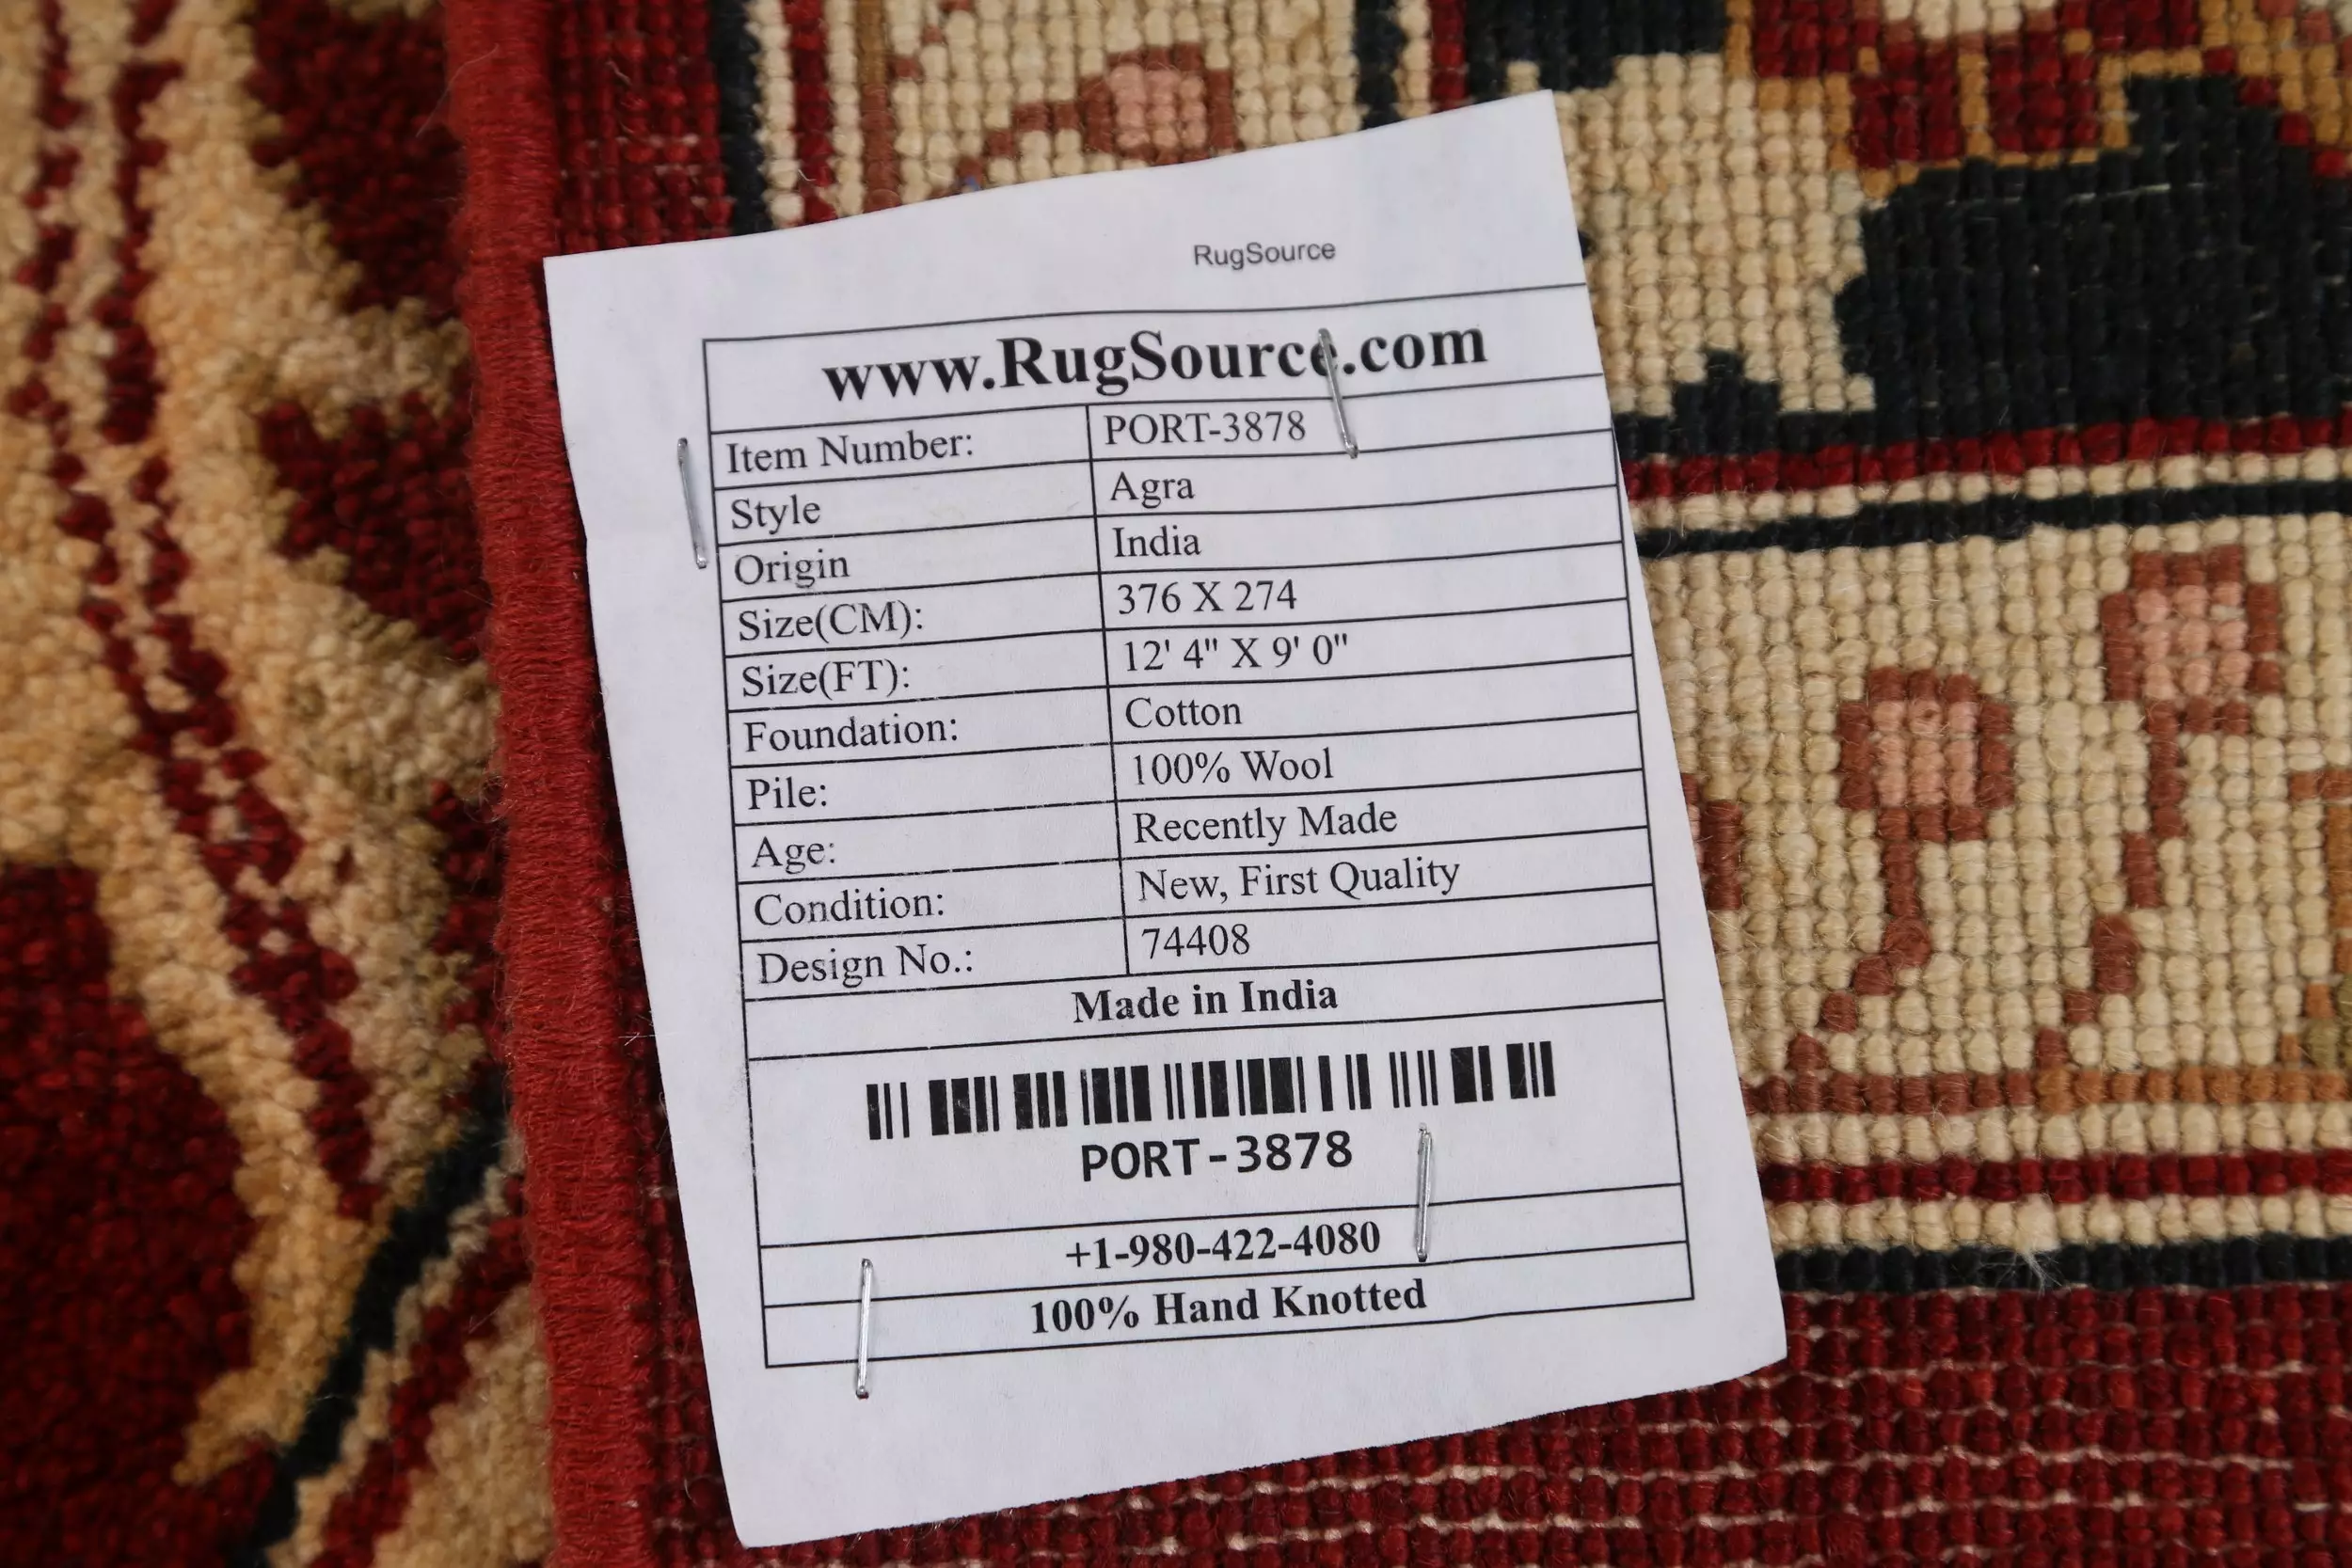 RugSource
www.RugSource.com
Item Number: PORT-3878
Style Agra
Origin India
Size(CM): 376 X 274
Size(FT): 12' 4" X 9' 0"
Foundation: Cotton
Pile: 100% Wool
Age: Recently Made
Condition: New, First Quality
Design No.: 74408
Made in India
PORT-3878
+1-980-422-4080
100% Hand Knotted